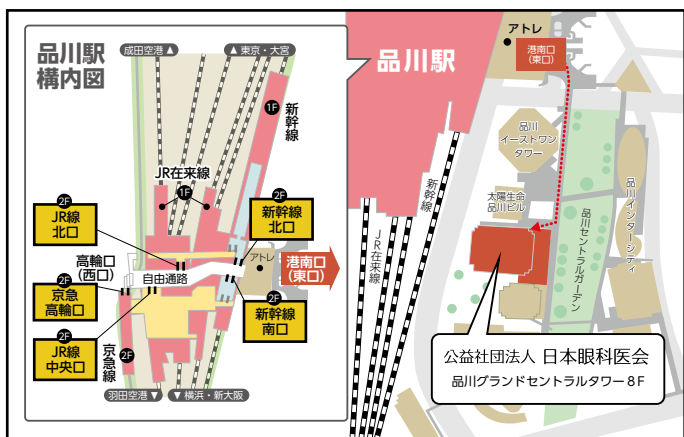 品川駅
構内図
成田空港 ▲
▲ 東京・大宮
1F
新幹線
JR在来線
1F
2F
JR線
北口
2F
新幹線
北口
高輪口
(西口)
自由通路
アトレ
港南口
(東口)
2F
京急
高輪口
2F
新幹線
南口
2F
JR線
中央口
京急線
2F
羽田空港 ▼
▼ 横浜・新大阪
品川駅
アトレ
港南口
(東口)
品川
イーストワン
タワー
新幹線
JR在来線
太陽生命
品川ビル
品川セントラルガーデン
品川インターシティ
公益社団法人 日本眼科医会
品川グランドセントラルタワー8F